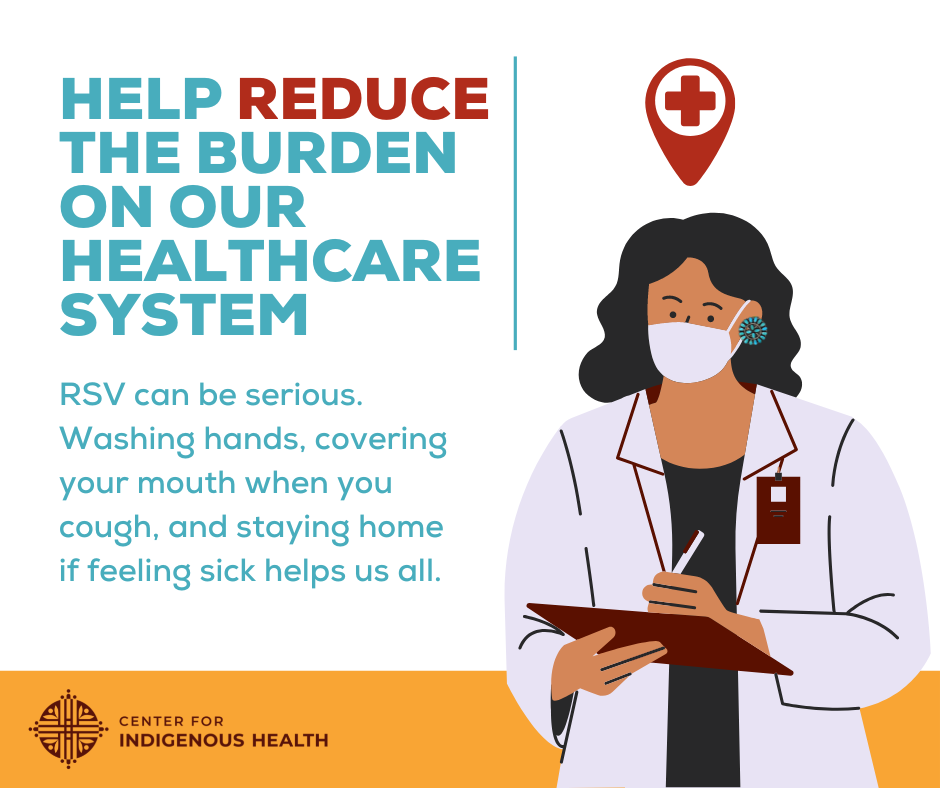 HELP REDUCE
THE BURDEN
ON OUR
HEALTHCARE
SYSTEM
RSV can be serious.
Washing hands, covering
your mouth when you
cough, and staying home
if feeling sick helps us all.
CENTER FOR
INDIGENOUS HEALTH